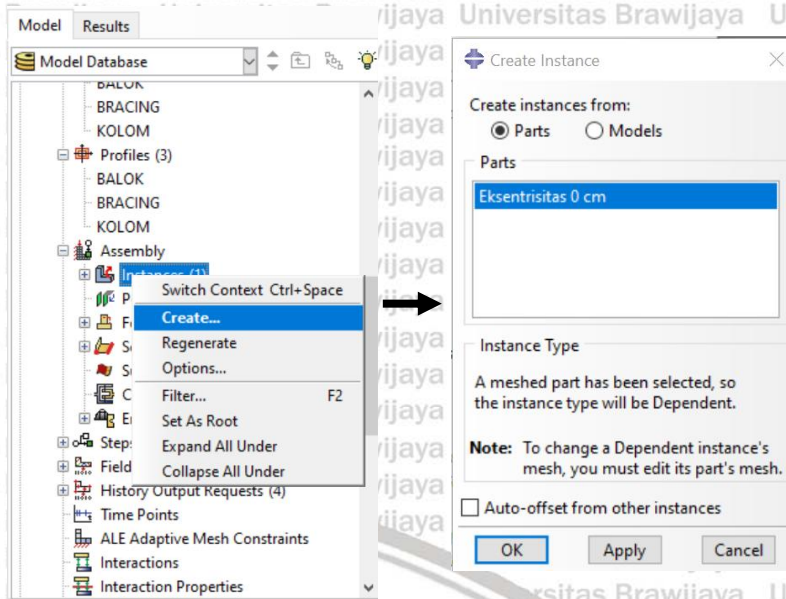 Model Results
Model Database
BALOK
BRACING
KOLOM
Profiles (3)
BALOK
BRACING
KOLOM
Assembly
Instances (1)
Switch Context Ctrl+Space
Create...
Regenerate
Options...
Filter... F2
Set As Root
Expand All Under
Collapse All Under
Step
Field
History Output Requests (4)
Time Points
ALE Adaptive Mesh Constraints
Interactions
Interaction Properties
Universitas Brawijaya
Create Instance
Create instances from:
Parts Models
Parts
Eksentrisitas 0 cm
Instance Type
A meshed part has been selected, so
the instance type will be Dependent.
Note: To change a Dependent instance's
mesh, you must edit its part's mesh.
Auto-offset from other instances
OK Apply Cancel